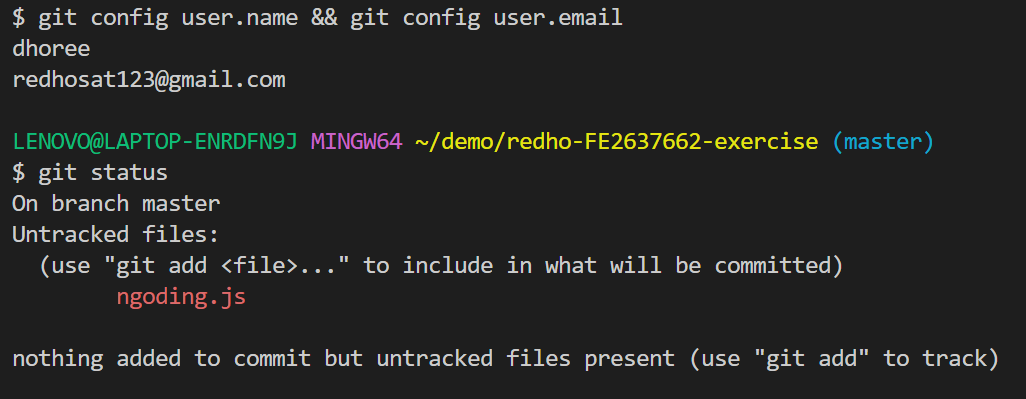 $ git config user.name && git config user.email
dhoree
redhosat123@gmail.com
LENOVO@LAPTOP-ENRDFN9J MINGW64 ~/demo/redho-FE2637662-exercise (master)
$ git status
On branch master
Untracked files:
  (use "git add <file>..." to include in what will be committed)
        ngoding.js
nothing added to commit but untracked files present (use "git add" to track)